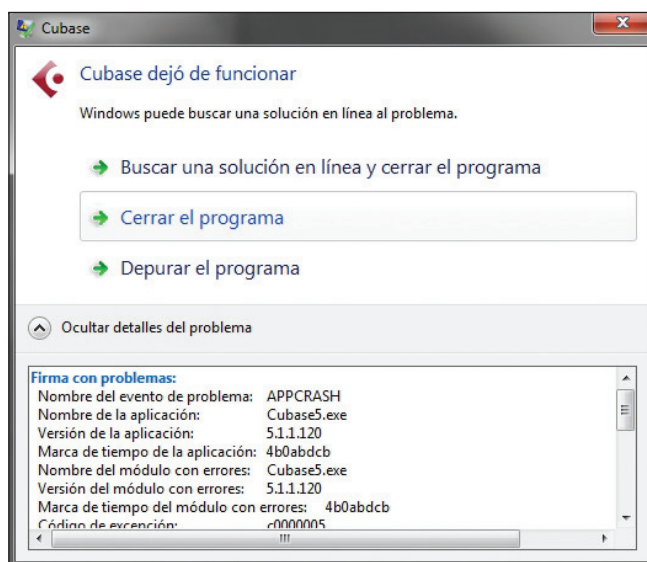 Cubase
Cubase dejó de funcionar
Windows puede buscar una solución en línea al problema.
Buscar una solución en línea y cerrar el programa
Cerrar el programa
Depurar el programa
Ocultar detalles del problema
Firma con problemas:
Nombre del evento de problema: APPCRASH
Nombre de la aplicación: Cubase5.exe
Versión de la aplicación: 5.1.1.120
Marca de tiempo de la aplicación: 4b0abdcb
Nombre del módulo con errores: Cubase5.exe
Versión del módulo con errores: 5.1.1.120
Marca de tiempo del módulo con errores: 4b0abdcb
Código de excepción: c0000005